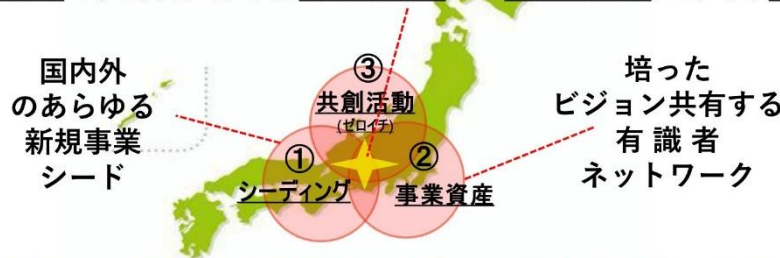 国内外
のあらゆる
新規事業
シード
③
共創活動
(ゼロイチ)
①
シーディング
②
事業資産
培った
ビジョン共有する
有識者
ネットワーク